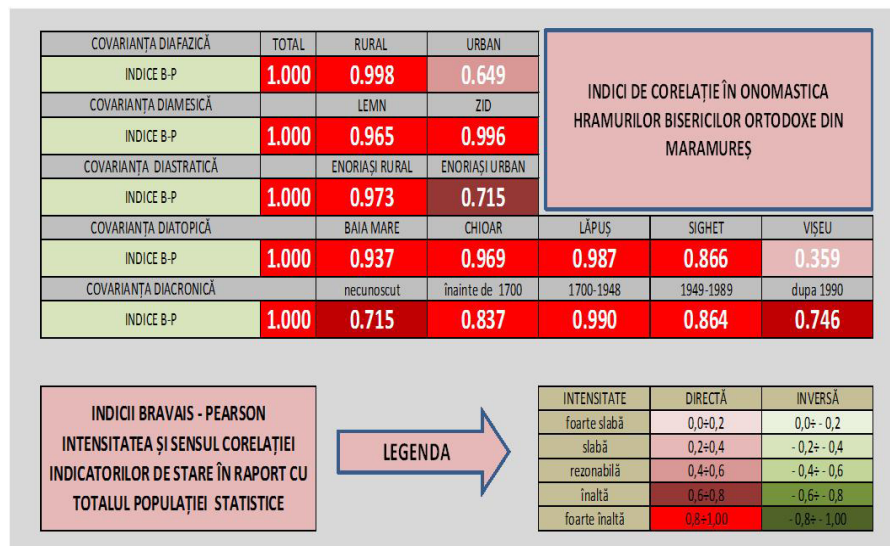 COVARIANȚA DIAFAZICĂ TOTAL RURAL URBAN
INDICE B-P 1.000 0.998 0.649
COVARIANȚA DIAMESICĂ LEMN ZID
INDICE B-P 1.000 0.965 0.996
COVARIANȚA DIASTRATICĂ ENORIAȘI RURAL ENORIAȘI URBAN
INDICE B-P 1.000 0.973 0.715
INDICI DE CORELAȚIE ÎN ONOMASTICA
HRAMURILOR BISERICILOR ORTODOXE DIN
MARAMUREȘ
COVARIANȚA DIATOPICĂ BAIA MARE CHIOAR LĂPUȘ SIGHET VIȘEU
INDICE B-P 1.000 0.937 0.969 0.987 0.866 0.359
COVARIANȚA DIACRONICĂ necunoscut înainte de 1700 1700-1948 1949-1989 dupa 1990
INDICE B-P 1.000 0.715 0.837 0.990 0.864 0.746
INDICII BRAVAIS - PEARSON
INTENSITATEA ȘI SENSUL CORELAȚIEI
INDICATORILOR DE STARE ÎN RAPORT CU
TOTALUL POPULAȚIEI STATISTICE
LEGENDA
INTENSITATE DIRECTĂ INVERSĂ
foarte slabă 0,0÷0,2 0,0÷ - 0,2
slabă 0,2÷0,4 - 0,2÷ - 0,4
rezonabilă 0,4÷0,6 - 0,4÷ - 0,6
înaltă 0,6÷0,8 - 0,6÷ - 0,8
foarte înaltă 0,8÷1,00 - 0,8÷ - 1,00